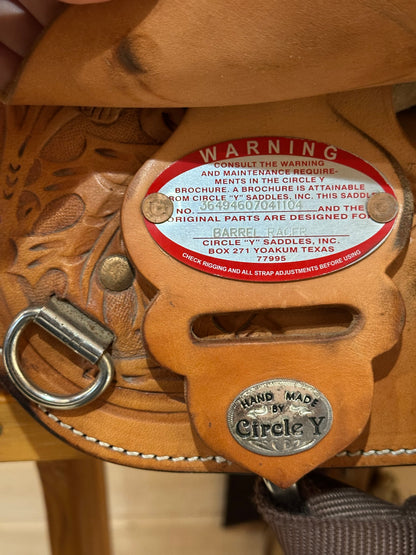 WARNING
CONSULT THE WARNING
AND MAINTENANCE REQUIRE-
MENTS IN THE CIRCLE Y
BROCHURE. A BROCHURE IS ATTAINABLE
FROM CIRCLE "Y" SADDLES, INC. THIS SADDLE
NO. 36494607041104 AND THE
ORIGINAL PARTS ARE DESIGNED FOR
BARREL RACER
CIRCLE "Y" SADDLES, INC.
BOX 271 YOAKUM TEXAS
77995
CHECK RIGGING AND ALL STRAP ADJUSTMENTS BEFORE USING
HAND MADE
BY
Circle Y